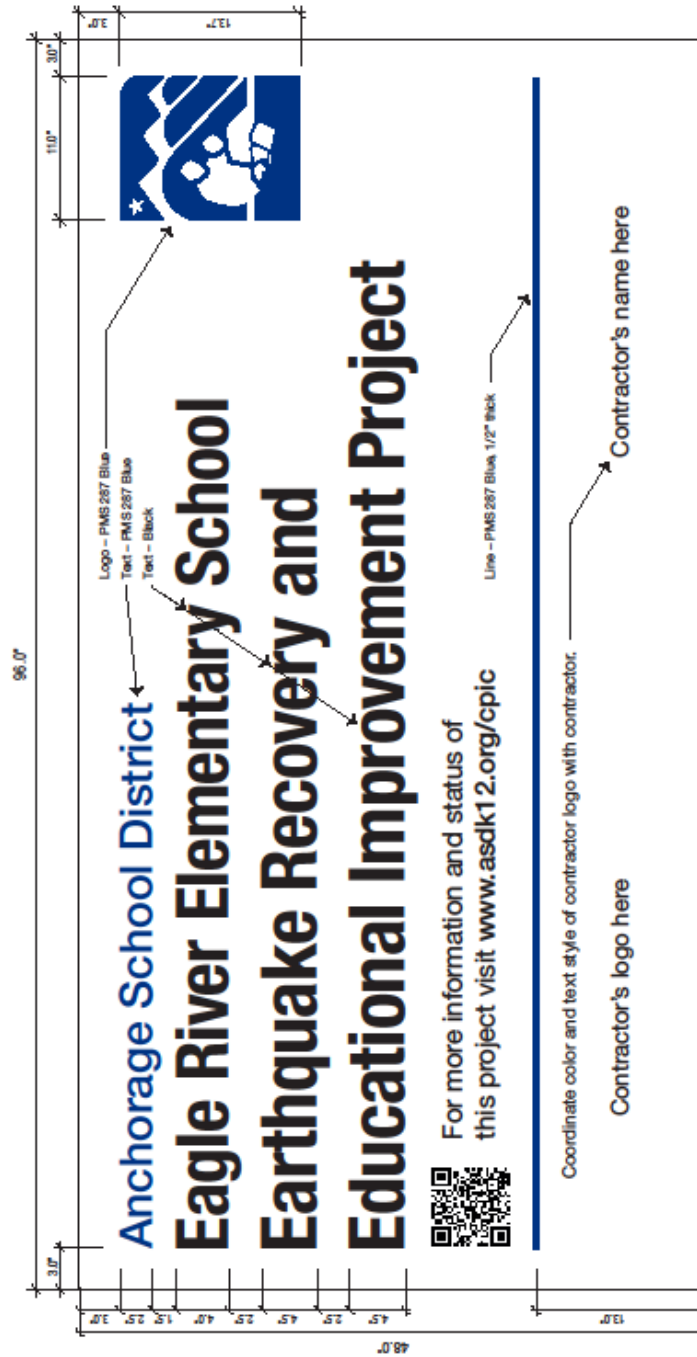 96.0"
3.0"
11.0"
3.0"
3.0"
13.7"
Logo – PMS 287 Blue
Text – PMS 287 Blue
Text – Black
Anchorage School District
Eagle River Elementary School
Earthquake Recovery and
Educational Improvement Project
For more information and status of
this project visit www.asdk12.org/cpic
Line – PMS 287 Blue, 1/2" thick
Coordinate color and text style of contractor logo with contractor.
Contractor's logo here
Contractor's name here
3.0"
2.5"
1.5"
4.0"
2.5"
4.5"
2.5"
4.5"
13.0"
48.0"